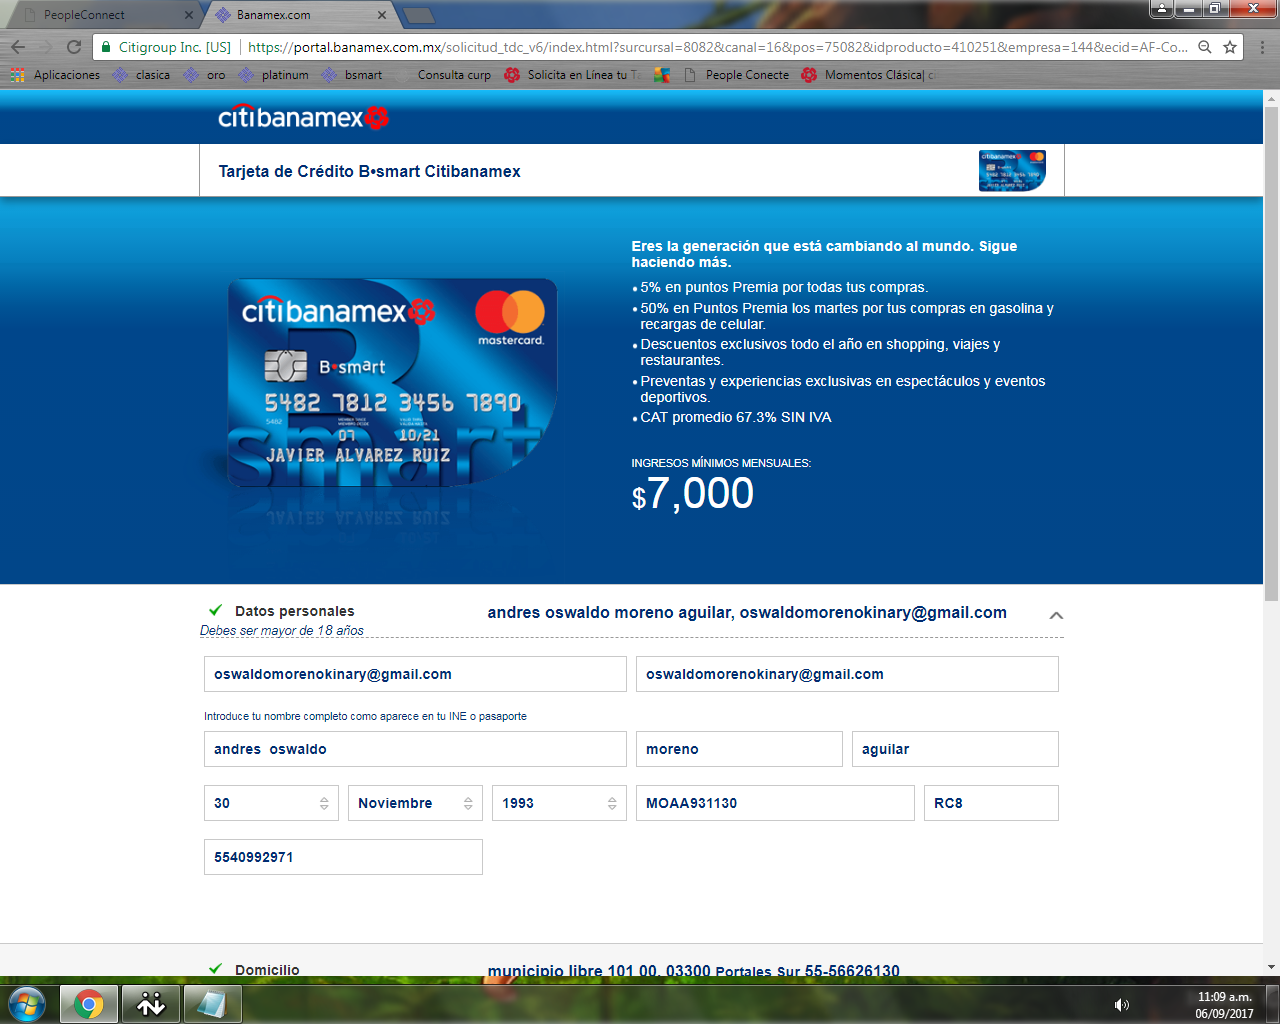 PeopleConnect
Banamex.com
Citigroup Inc. [US]
https://portal.banamex.com.mx/solicitud_tdc_v6/index.html?surcursal=8082&canal=16&pos=75082&idproducto=410251&empresa=144&ecid=AF-Co...
Aplicaciones
clasica
oro
platinum
bsmart
Consulta curp
Solicita en Línea tu Ta
People Conecte
Momentos Clásica| c
citibanamex
Tarjeta de Crédito B•smart Citibanamex
Eres la generación que está cambiando al mundo. Sigue
haciendo más.
• 5% en puntos Premia por todas tus compras.
• 50% en Puntos Premia los martes por tus compras en gasolina y
recargas de celular.
• Descuentos exclusivos todo el año en shopping, viajes y
restaurantes.
• Preventas y experiencias exclusivas en espectáculos y eventos
deportivos.
• CAT promedio 67.3% SIN IVA
INGRESOS MÍNIMOS MENSUALES:
$7,000
citibanamex
mastercard.
B•smart
5482 7812 3456 7890
5482
07 10/21
JAVIER ALVAREZ RUIZ
smart
Datos personales
andres oswaldo moreno aguilar, oswaldomorenokinary@gmail.com
Debes ser mayor de 18 años
oswaldomorenokinary@gmail.com
oswaldomorenokinary@gmail.com
Introduce tu nombre completo como aparece en tu INE o pasaporte
andres  oswaldo
moreno
aguilar
30
Noviembre
1993
MOAA931130
RC8
5540992971
Domicilio
municipio libre 101 00, 03300 Portales Sur 55-56626130
11:09 a.m.
06/09/2017